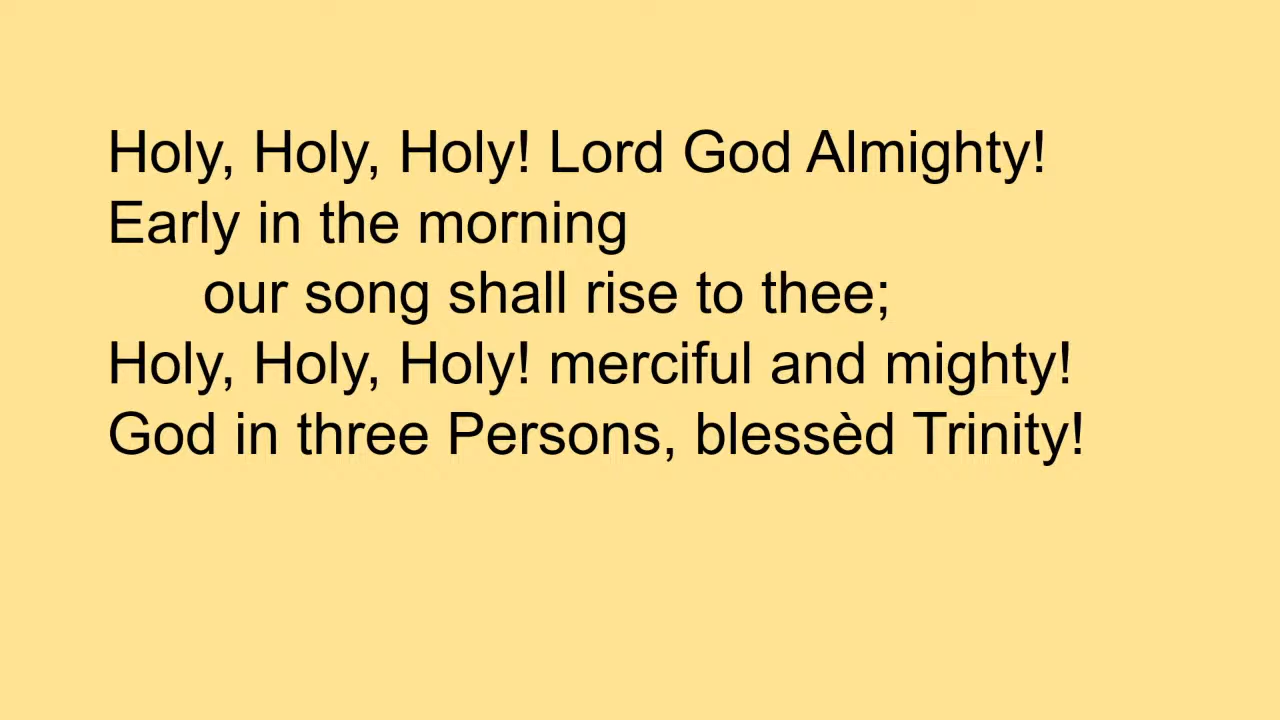 Holy, Holy, Holy! Lord God Almighty!
Early in the morning
our song shall rise to thee;
Holy, Holy, Holy! merciful and mighty!
God in three Persons, blessèd Trinity!